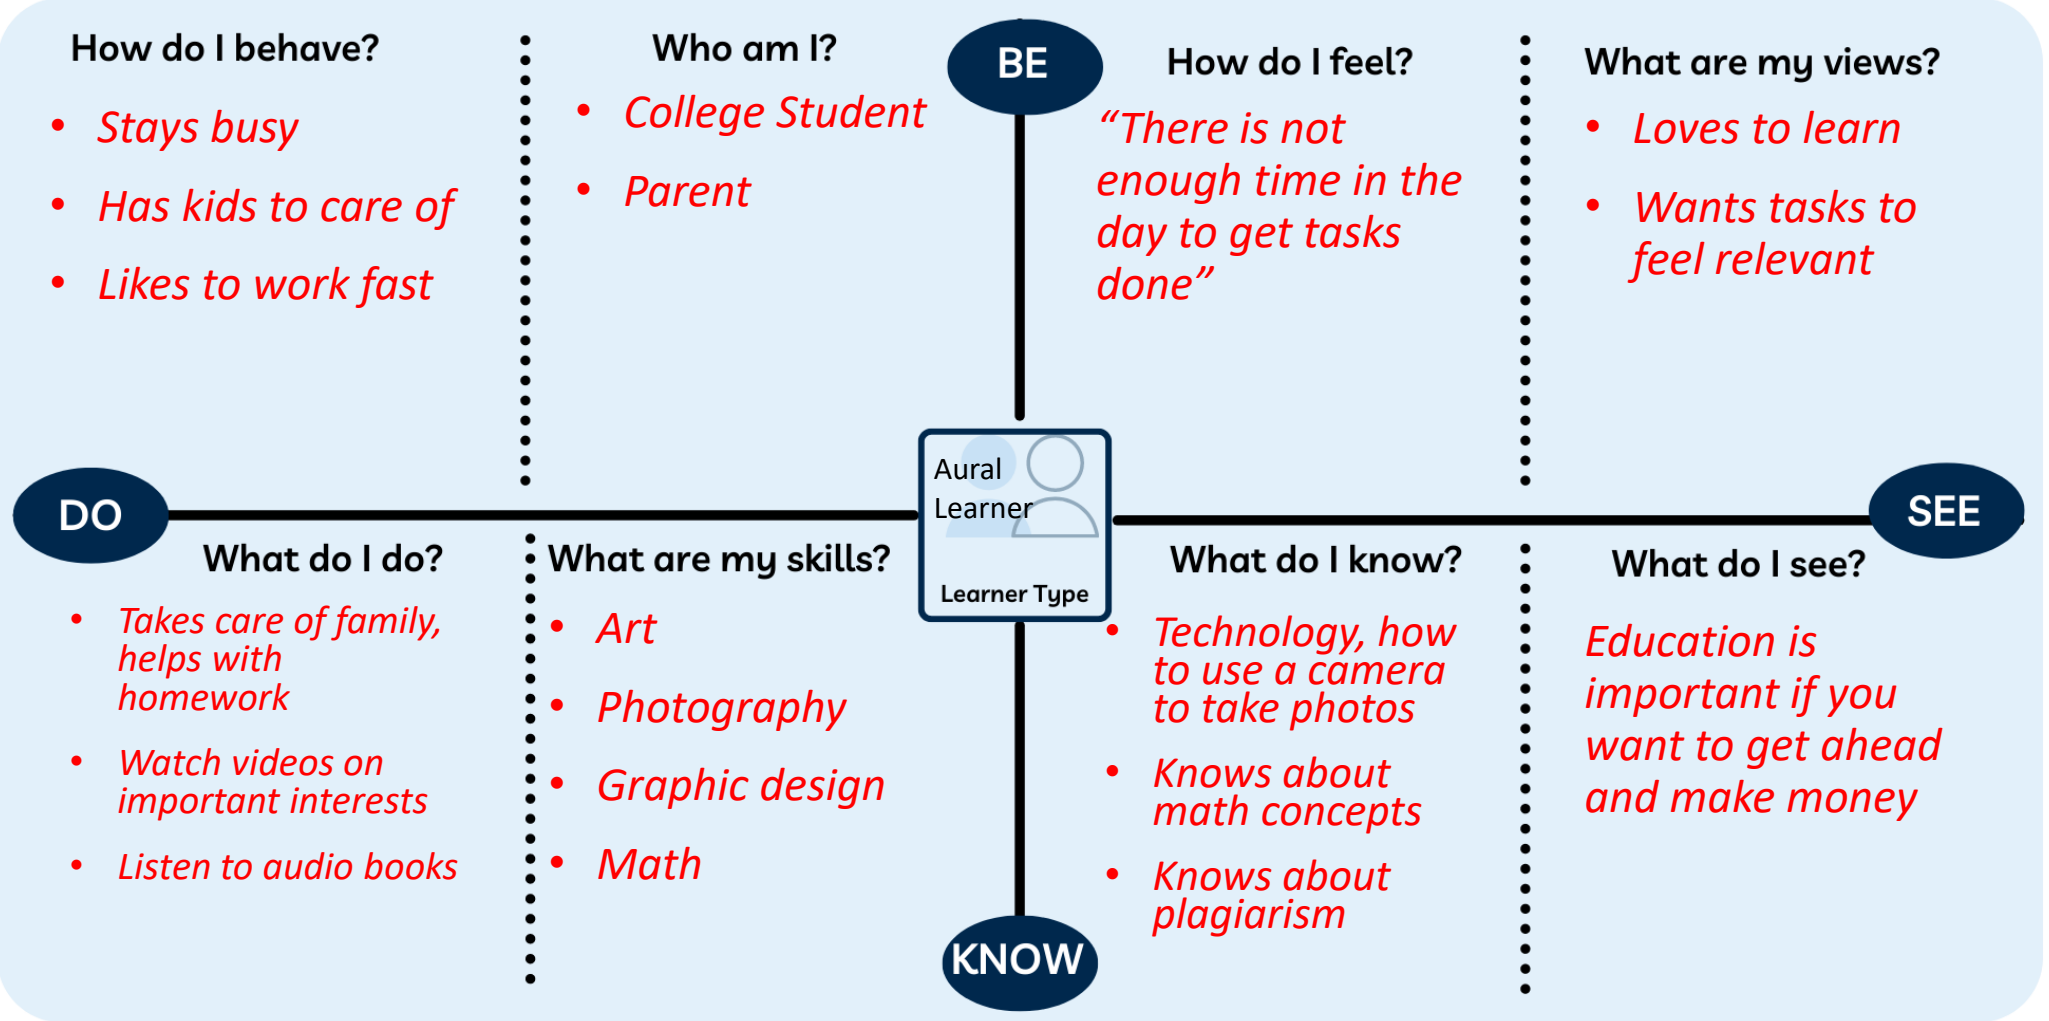 How do I behave?
• Stays busy
• Has kids to care of
• Likes to work fast
Who am I?
• College Student
• Parent
BE
How do I feel?
“There is not
enough time in the
day to get tasks
done”
What are my views?
• Loves to learn
• Wants tasks to
feel relevant
DO
Aural
Learner
Learner Type
SEE
What do I do?
• Takes care of family,
helps with
homework
• Watch videos on
important interests
• Listen to audio books
What are my skills?
• Art
• Photography
• Graphic design
• Math
What do I know?
• Technology, how
to use a camera
to take photos
• Knows about
math concepts
• Knows about
plagiarism
What do I see?
Education is
important if you
want to get ahead
and make money
KNOW